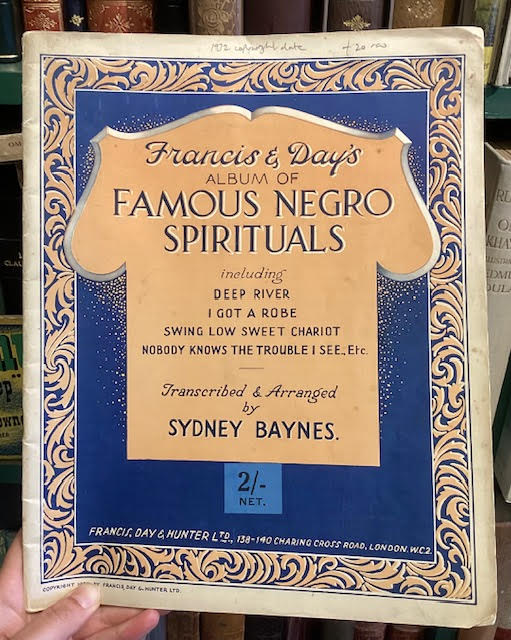 1932 copyright date
Francis & Day's
ALBUM OF
FAMOUS NEGRO
SPIRITUALS
including
DEEP RIVER
I GOT A ROBE
SWING LOW SWEET CHARIOT
NOBODY KNOWS THE TROUBLE I SEE., Etc.
Transcribed & Arranged
by
SYDNEY BAYNES.
2/-
NET.
FRANCIS, DAY & HUNTER LTD., 138-140 CHARING CROSS ROAD, LONDON. W.C.2.
COPYRIGHT FRANCIS, DAY & HUNTER LTD.